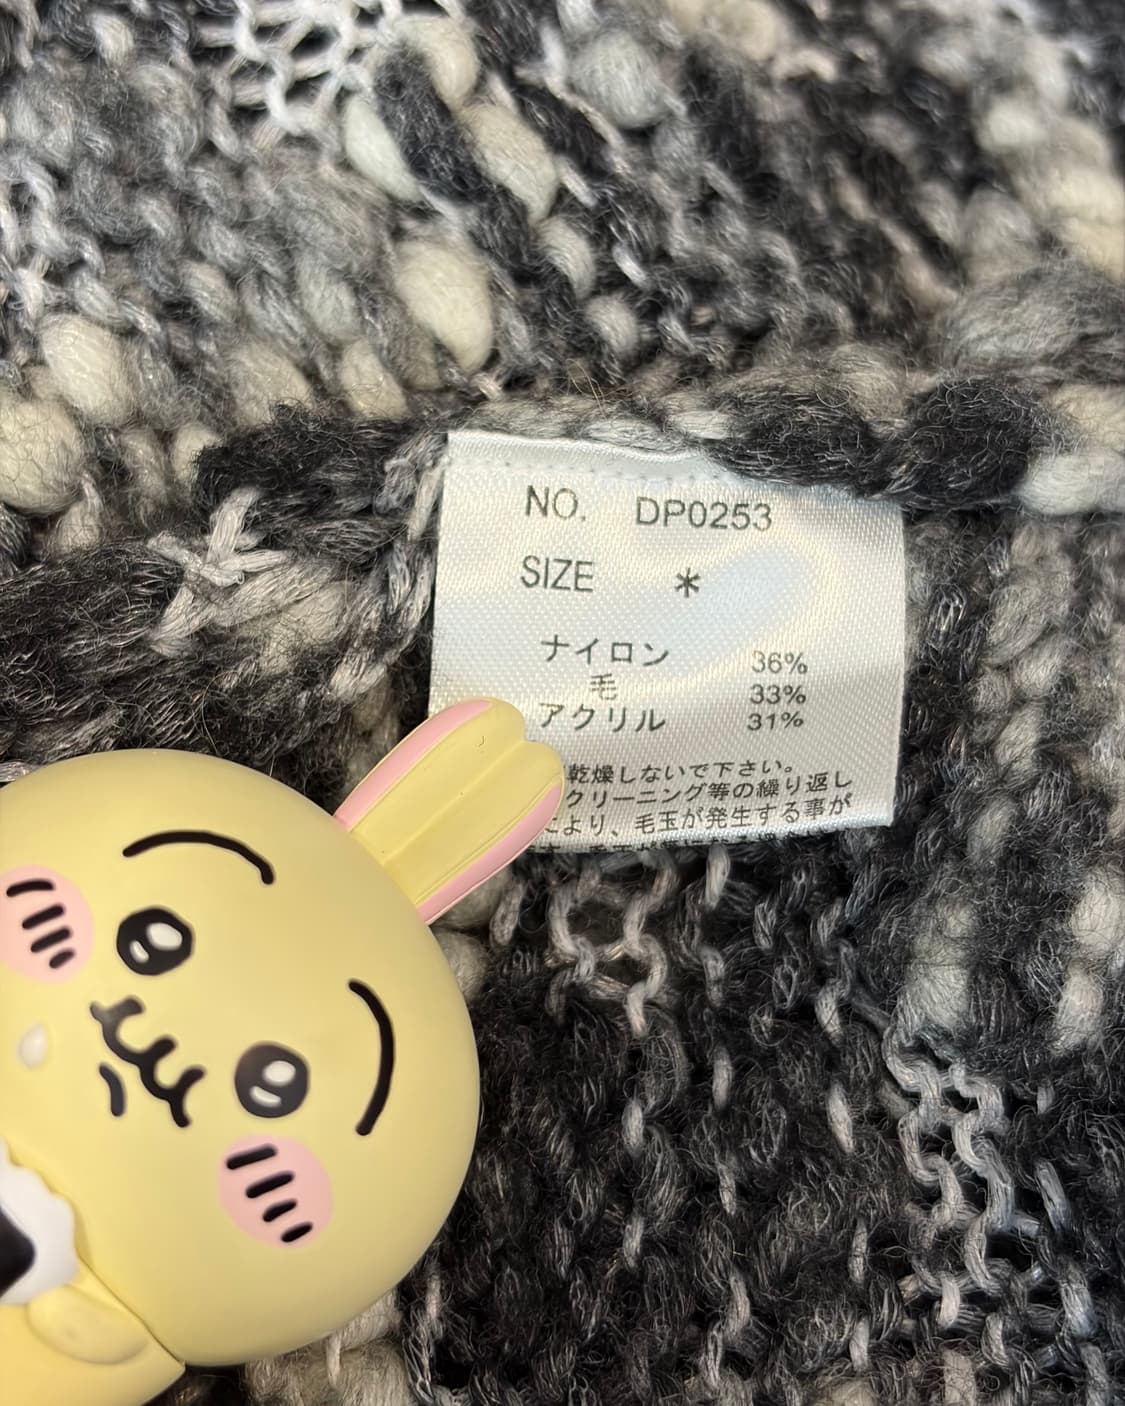 NO. DP0253
SIZE *
ナイロン 36%
毛 33%
アクリル 31%
乾燥しないで下さい。
クリーニング等の繰り返し
により、毛玉が発生する事が